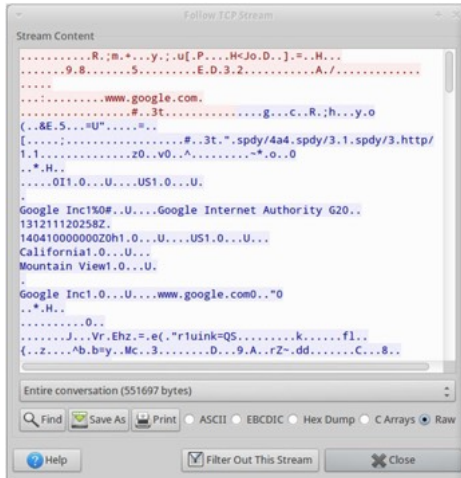 Follow TCP Stream
Stream Content
............R.;m.*...y.;.u[.P....H<Jo.D..].=..H...
.......9.8.......5.........E.D.3.2...........A./.............
.....
...:.........www.google.com.
..................#..3t..............g...c..R.;h...y.o
(..&E.5...=U".....=..
[.....;.................#..3t.".spdy/4a4.spdy/3.1.spdy/3.http/
1.1...............z0..v0..^.........~*.o..0
..*.H..
.....0I1.0...U....US1.0...U.
.
Google Inc1%0#..U....Google Internet Authority G20..
131211120258Z.
140410000000Z0h1.0...U....US1.0...U...
California1.0...U...
Mountain View1.0...U.
.
Google Inc1.0...U....www.google.com0.."0
..*.H..
..........0..
.......J...Vr.Ehz.=.e(."r1uink=QS.........k......fl..
{..z....^b.b=y..Mc..3........D...9.A..rZ~.dd.......C...8..
Entire conversation (551697 bytes)
Find Save As Print ASCII EBCDIC Hex Dump C Arrays Raw
Help Filter Out This Stream Close